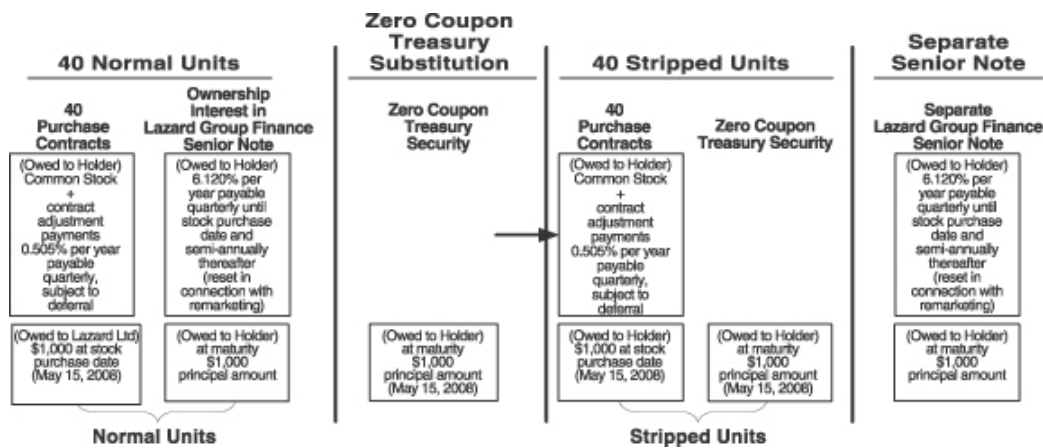 40 Normal Units
Zero Coupon
Treasury
Substitution
40 Stripped Units
Separate
Senior Note
40
Purchase
Contracts
Ownership
Interest in
Lazard Group Finance
Senior Note
Zero Coupon
Treasury
Security
40
Purchase
Contracts
Zero Coupon
Treasury Security
Separate
Lazard Group Finance
Senior Note
(Owed to Holder)
Common Stock
+
contract
adjustment
payments
0.505% per year
payable
quarterly,
subject to
deferral
(Owed to Holder)
6.120% per
year payable
quarterly until
stock purchase
date and
semi-annually
thereafter
(reset in
connection with
remarketing)
(Owed to Holder)
Common Stock
+
contract
adjustment
payments
0.505% per year
payable
quarterly,
subject to
deferral
(Owed to Holder)
6.120% per
year payable
quarterly until
stock purchase
date and
semi-annually
thereafter
(reset in
connection with
remarketing)
(Owed to Lazard Ltd)
$1,000 at stock
purchase date
(May 15, 2008)
(Owed to Holder)
at maturity
$1,000
principal amount
(Owed to Holder)
at maturity
$1,000
principal amount
(May 15, 2008)
(Owed to Holder)
$1,000 at stock
purchase date
(May 15, 2008)
(Owed to Holder)
at maturity
$1,000
principal amount
(May 15, 2008)
(Owed to Holder)
at maturity
$1,000
principal amount
Normal Units
Stripped Units